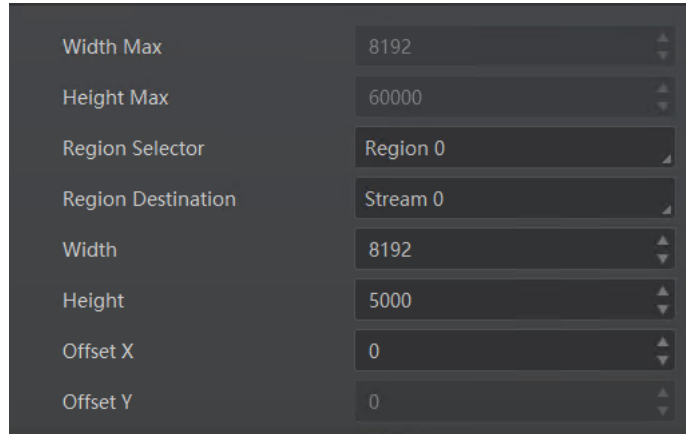 Width Max 8192
Height Max 60000
Region Selector Region 0
Region Destination Stream 0
Width 8192
Height 5000
Offset X 0
Offset Y 0